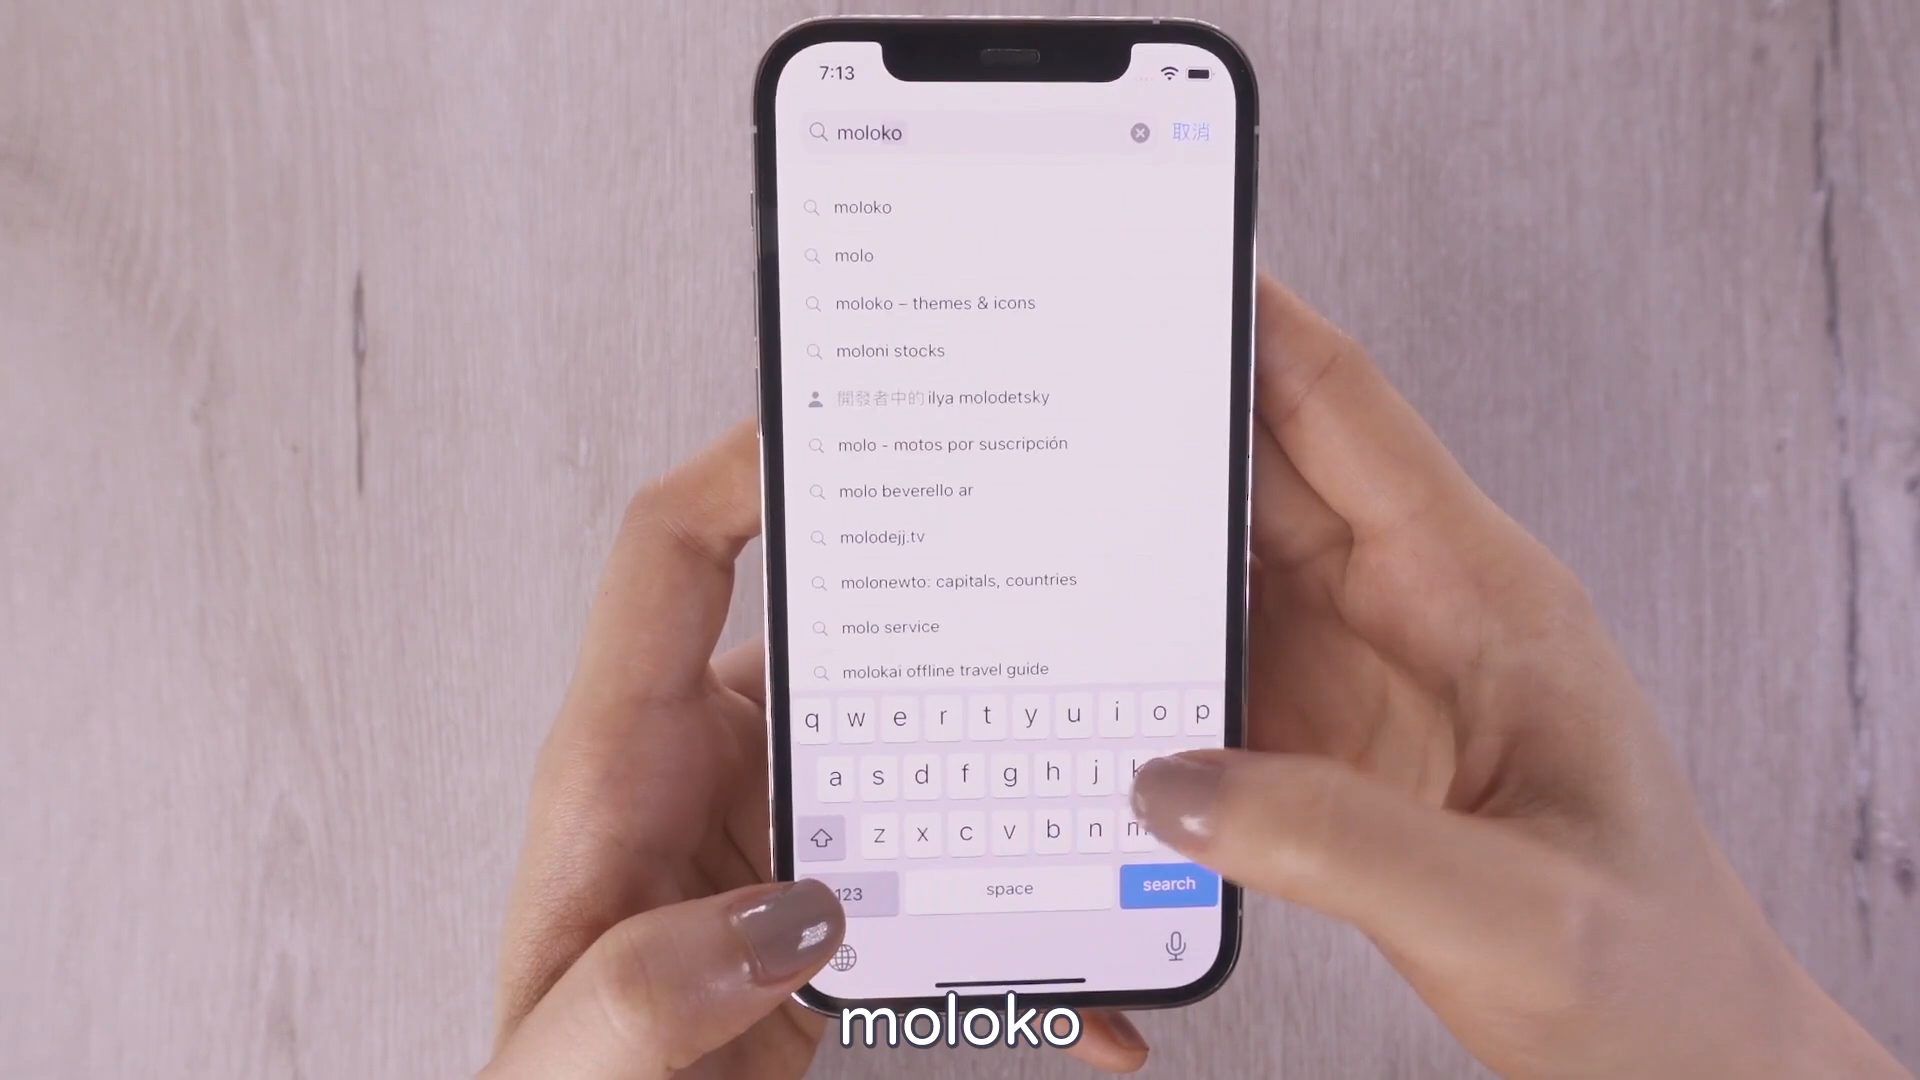 7:13
moloko 取消
moloko
molo
moloko – themes & icons
moloni stocks
開發者中的 ilya molodetsky
molo - motos por suscripción
molo beverello ar
molodejj.tv
molonewto: capitals, countries
molo service
molokai offline travel guide
q w e r t y u i o p
a s d f g h j k
z x c v b n m
123 space search
moloko